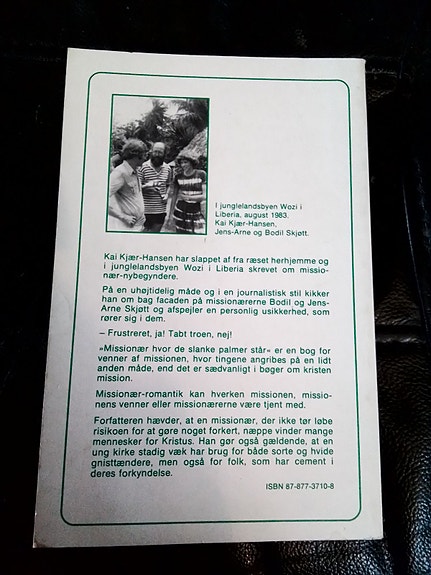 I junglelandsbyen Wozi i
Liberia, august 1983.
Kai Kjær-Hansen,
Jens-Arne og Bodil Skjøtt.
Kai Kjær-Hansen har slappet af fra ræset herhjemme og
i junglelandsbyen Wozi i Liberia skrevet om missio-
nær-nybegyndere.
På en uhøjtidelig måde og i en journalistisk stil kikker
han om bag facaden på missionærerne Bodil og Jens-
Arne Skjøtt og afspejler en personlig usikkerhed, som
rører sig i dem.
– Frustreret, ja! Tabt troen, nej!
»Missionær hvor de slanke palmer står« er en bog for
venner af missionen, hvor tingene angribes på en lidt
anden måde, end det er sædvanligt i bøger om kristen
mission.
Missionær-romantik kan hverken missionen, missio-
nens venner eller missionærerne være tjent med.
Forfatteren hævder, at en missionær, der ikke tør løbe
risikoen for at gøre noget forkert, næppe vinder mange
mennesker for Kristus. Han gør også gældende, at en
ung kirke stadig væk har brug for både sorte og hvide
gnisttændere, men også for folk, som har cement i
deres forkyndelse.
ISBN 87-877-3710-8